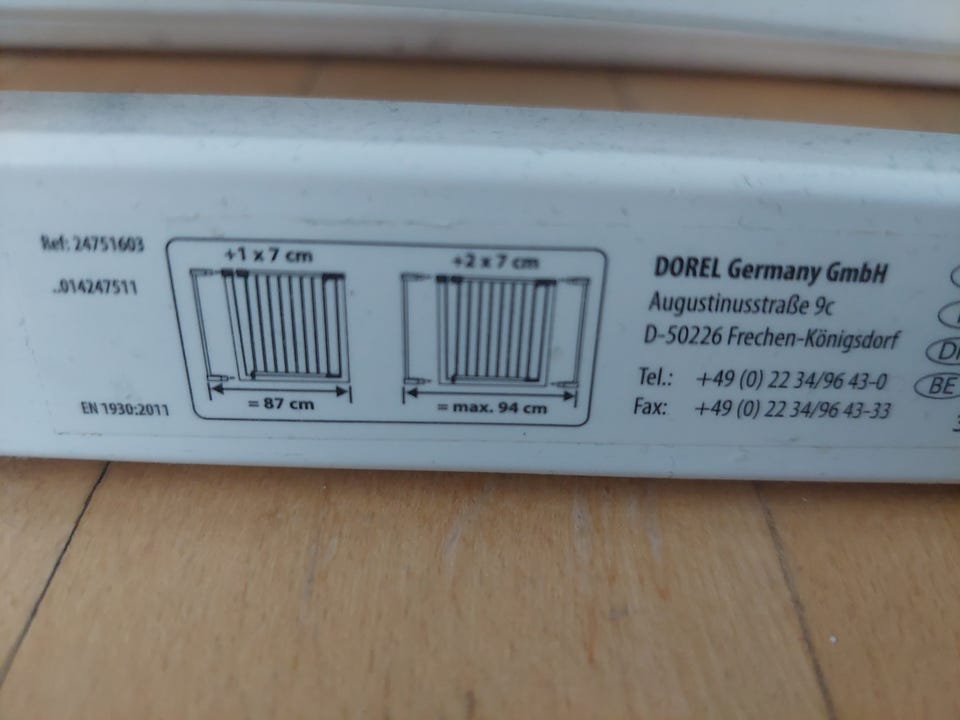 Ref: 24751603
..014247511
EN 1930:2011
+1 x 7 cm
= 87 cm
+2 x 7 cm
= max. 94 cm
DOREL Germany GmbH
Augustinusstraße 9c
D-50226 Frechen-Königsdorf
Tel.: +49 (0) 22 34/96 43-0
Fax: +49 (0) 22 34/96 43-33
BE